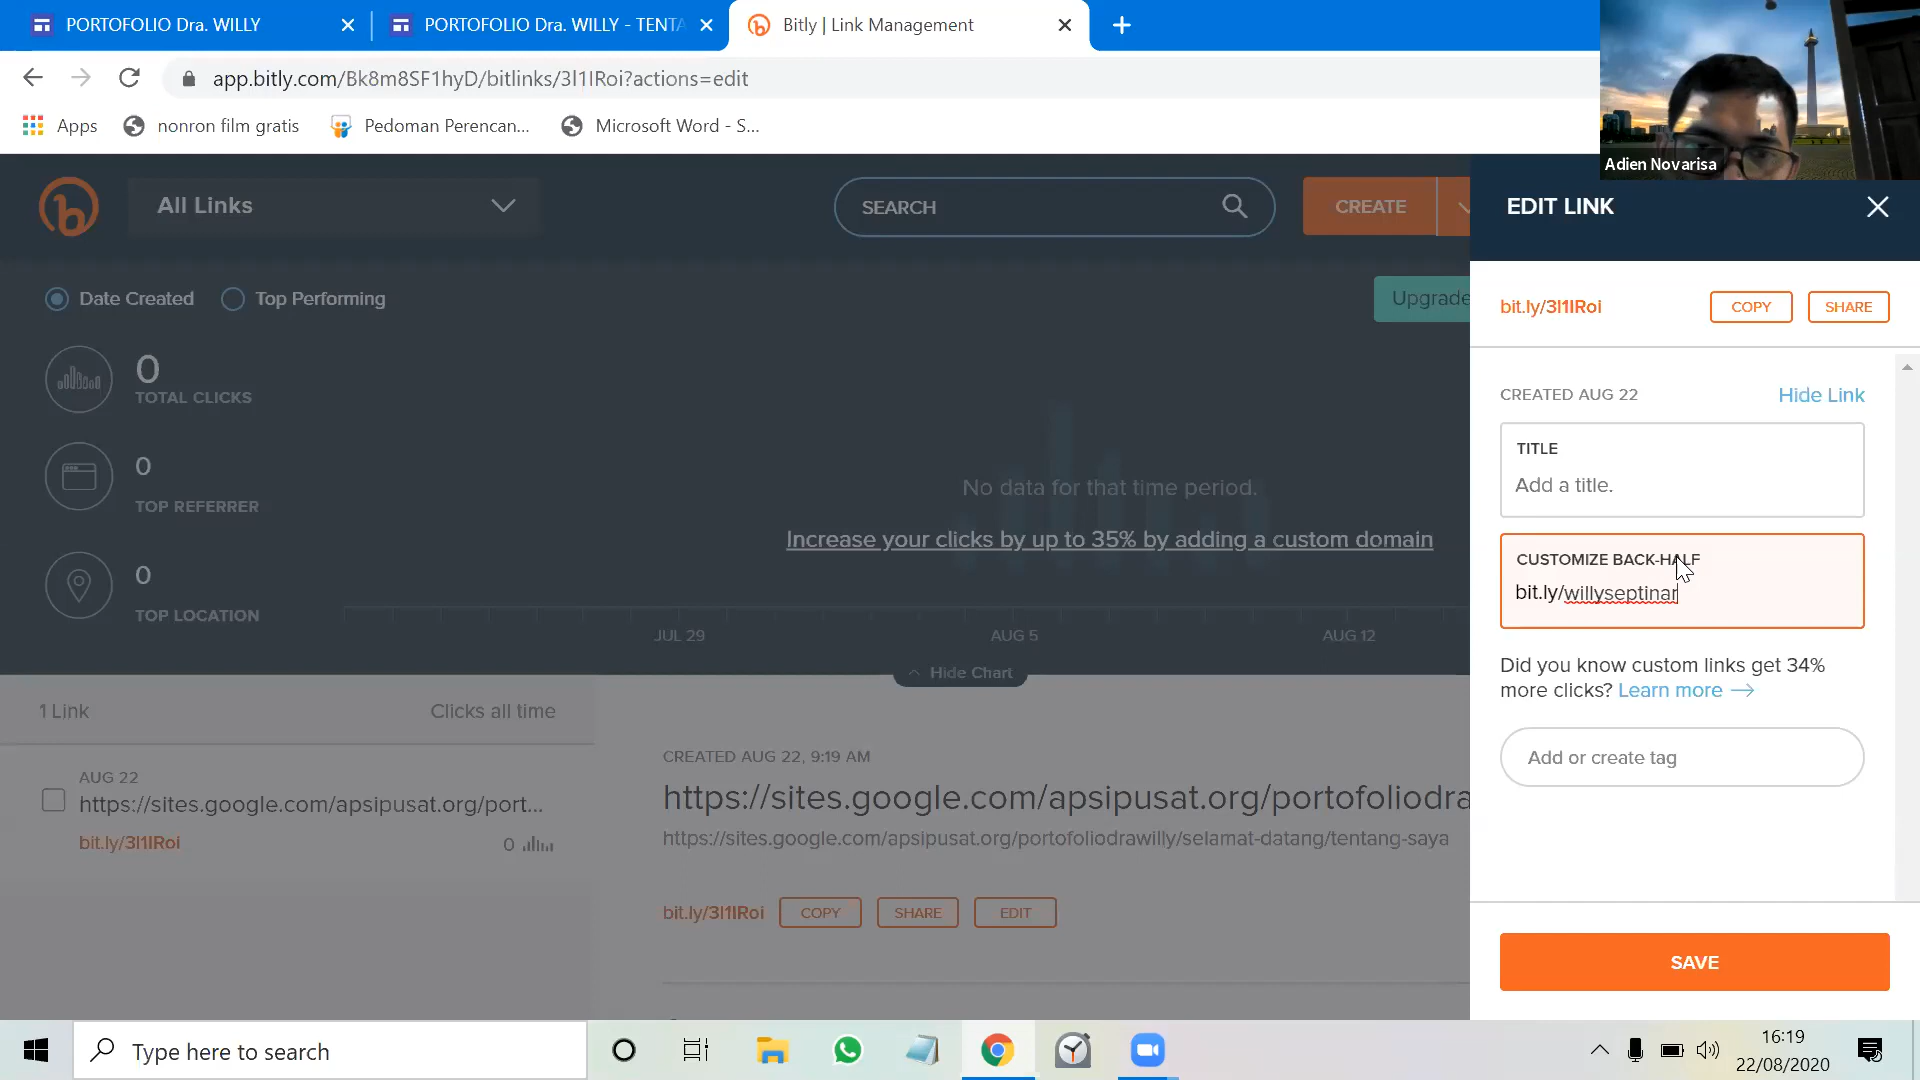 PORTOFOLIO Dra. WILLY
PORTOFOLIO Dra. WILLY - TENTA
Bitly | Link Management
app.bitly.com/Bk8m8SF1hyD/bitlinks/3l1IRoi?actions=edit
Apps
nonron film gratis
Pedoman Perencan...
Microsoft Word - S...
Adien Novarisa
All Links
SEARCH
CREATE
EDIT LINK
Date Created
Top Performing
Upgrade
bit.ly/3l1IRoi
COPY
SHARE
0
TOTAL CLICKS
0
TOP REFERRER
0
TOP LOCATION
No data for that time period.
Increase your clicks by up to 35% by adding a custom domain
JUL 29
AUG 5
AUG 12
Hide Chart
CREATED AUG 22
Hide Link
TITLE
Add a title.
CUSTOMIZE BACK-HALF
bit.ly/willyseptinar
Did you know custom links get 34%
more clicks? Learn more
Add or create tag
SAVE
1 Link
Clicks all time
AUG 22
https://sites.google.com/apsipusat.org/port...
bit.ly/3l1IRoi
0
CREATED AUG 22, 9:19 AM
https://sites.google.com/apsipusat.org/portofoliodra
https://sites.google.com/apsipusat.org/portofoliodrawilly/selamat-datang/tentang-saya
bit.ly/3l1IRoi
COPY
SHARE
EDIT
Type here to search
16:19
22/08/2020